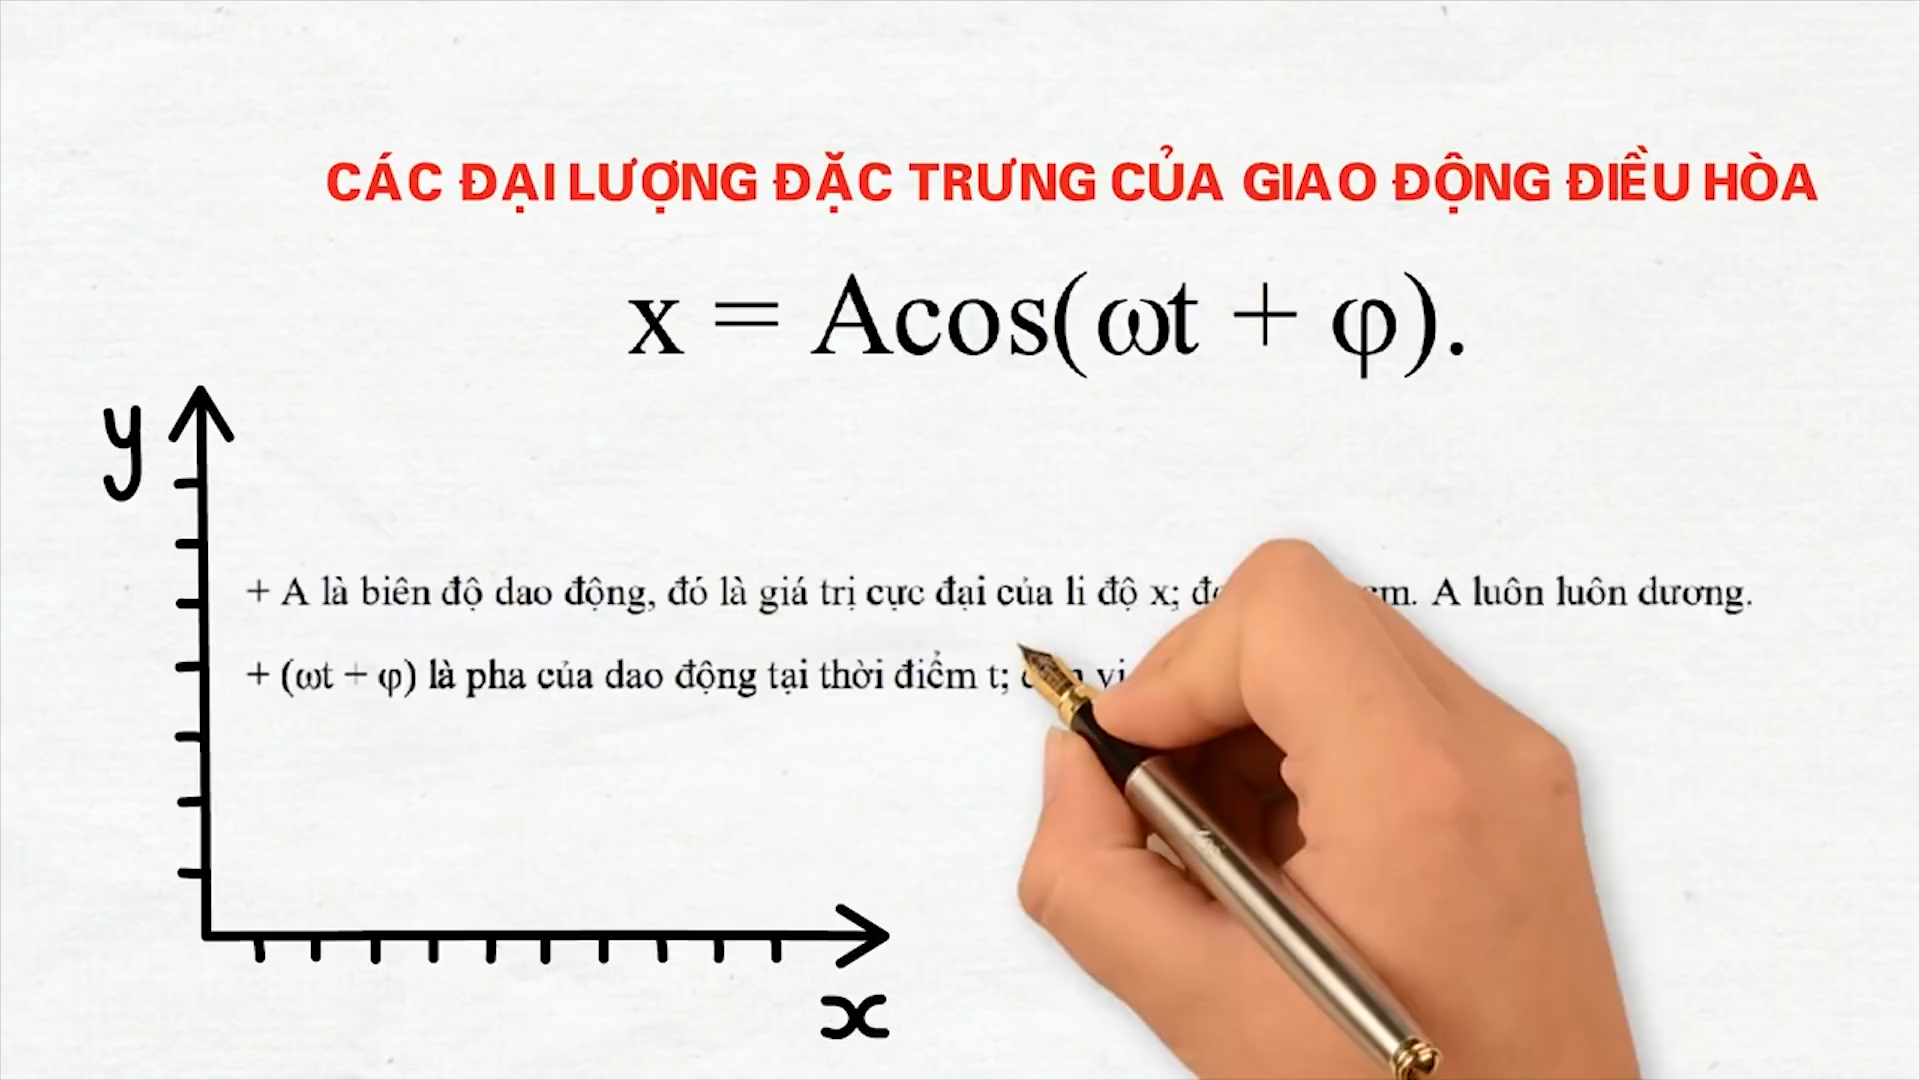 CÁC ĐẠI LƯỢNG ĐẶC TRƯNG CỦA GIAO ĐỘNG ĐIỀU HÒA
x = Acos(ωt + φ).
y
+ A là biên độ dao động, đó là giá trị cực đại của li độ x; cm. A luôn luôn dương.
+ (ωt + φ) là pha của dao động tại thời điểm t;
x